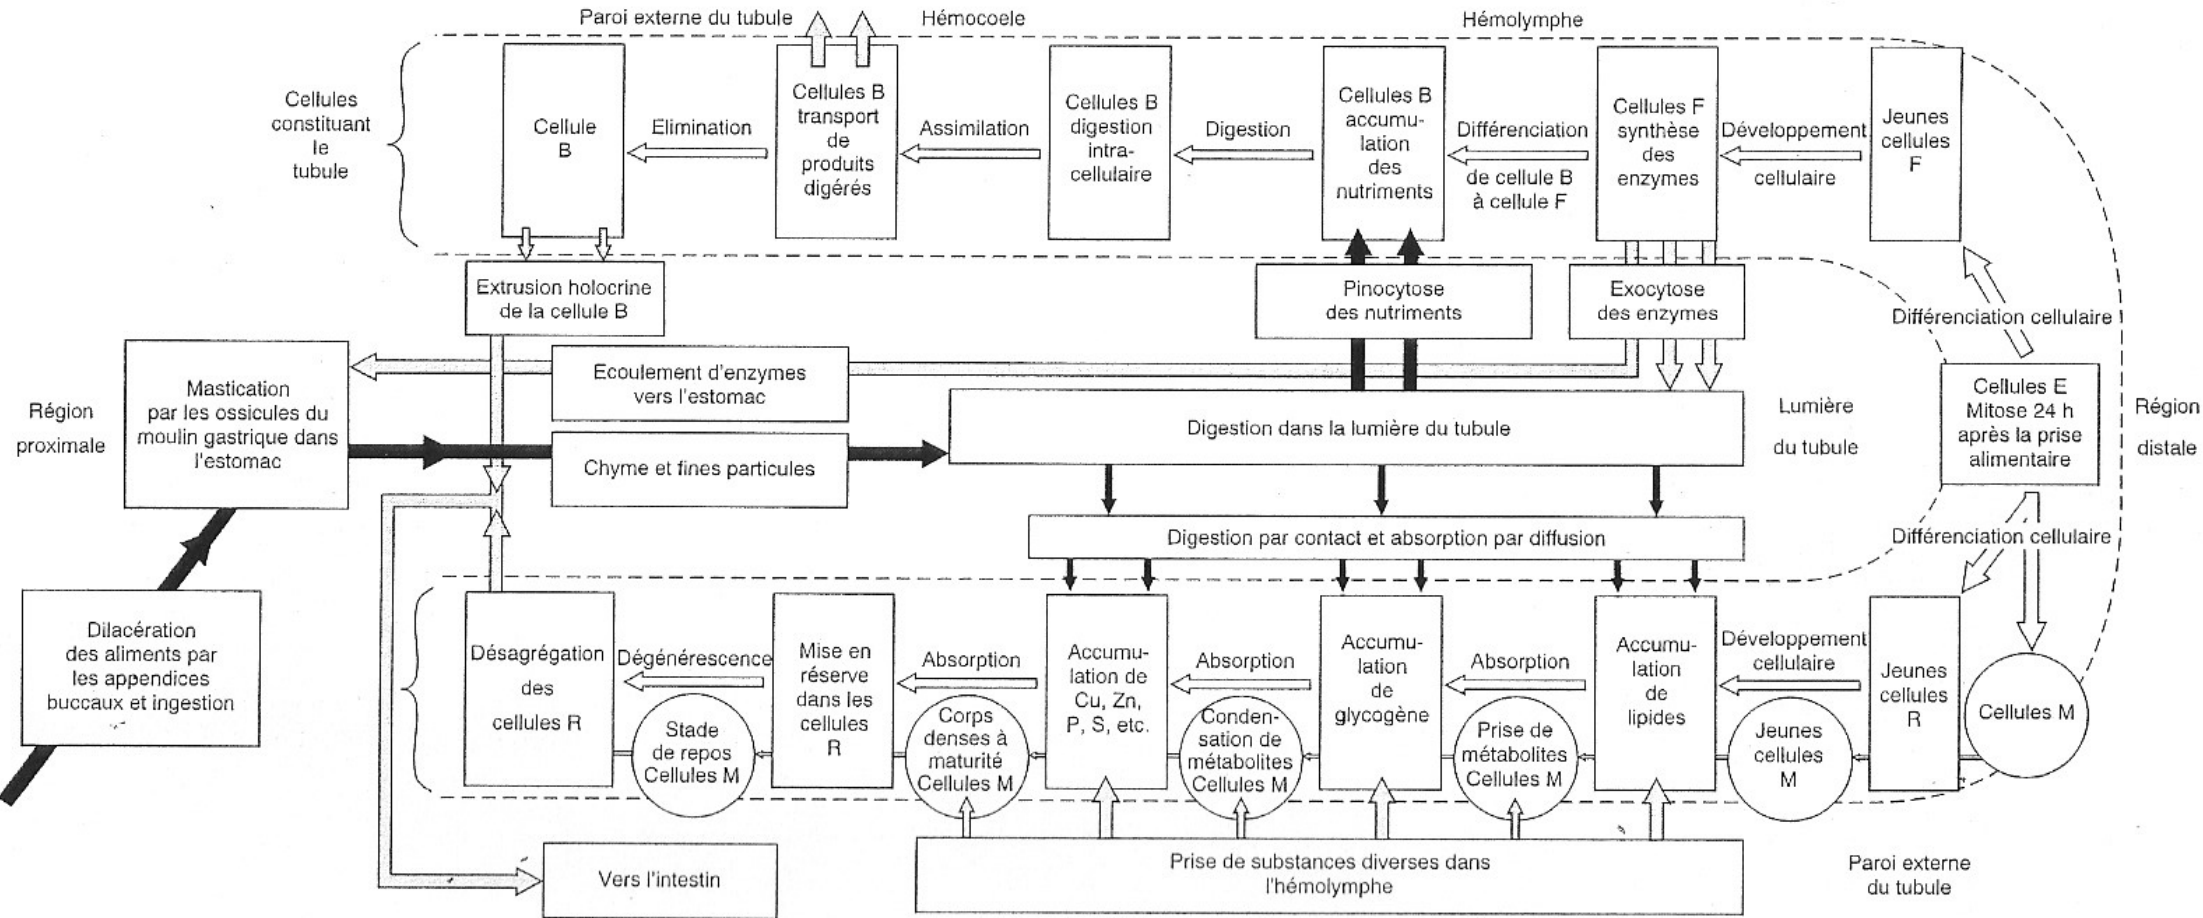 Paroi externe du tubule
Hémocoele
Hémolymphe
Cellules
constituant
le
tubule
Cellule
B
Elimination
Cellules B
transport
de
produits
digérés
Assimilation
Cellules B
digestion
intra-
cellulaire
Digestion
Cellules B
accumu-
lation
des
nutriments
Différenciation
de cellule B
à cellule F
Cellules F
synthèse
des
enzymes
Développement
cellulaire
Jeunes
cellules
F
Extrusion holocrine
de la cellule B
Pinocytose
des nutriments
Exocytose
des enzymes
Différenciation cellulaire
Région
proximale
Mastication
par les ossicules du
moulin gastrique dans
l'estomac
Ecoulement d'enzymes
vers l'estomac
Chyme et fines particules
Digestion dans la lumière du tubule
Lumière
du tubule
Cellules E
Mitose 24 h
après la prise
alimentaire
Région
distale
Digestion par contact et absorption par diffusion
Différenciation cellulaire
Dilacération
des aliments par
les appendices
buccaux et ingestion
Désagrégation
des
cellules R
Dégénérescence
Stade
de repos
Cellules M
Mise en
réserve
dans les
cellules
R
Absorption
Corps
denses à
maturité
Cellules M
Accumu-
lation de
Cu, Zn,
P, S, etc.
Absorption
Conden-
sation de
métabolites
Cellules M
Accumu-
lation
de
glycogène
Absorption
Prise de
métabolites
Cellules M
Accumu-
lation
de
lipides
Développement
cellulaire
Jeunes
cellules
M
Jeunes
cellules
R
Cellules M
Vers l'intestin
Prise de substances diverses dans
l'hémolymphe
Paroi externe
du tubule